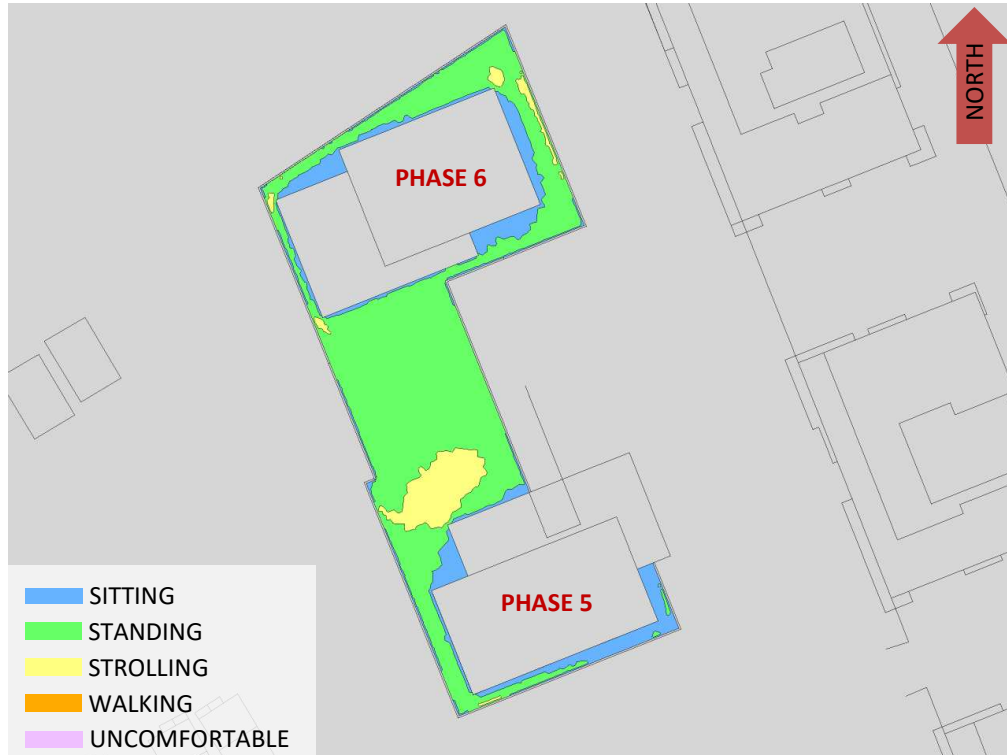 NORTH
PHASE 6
PHASE 5
SITTING
STANDING
STROLLING
WALKING
UNCOMFORTABLE